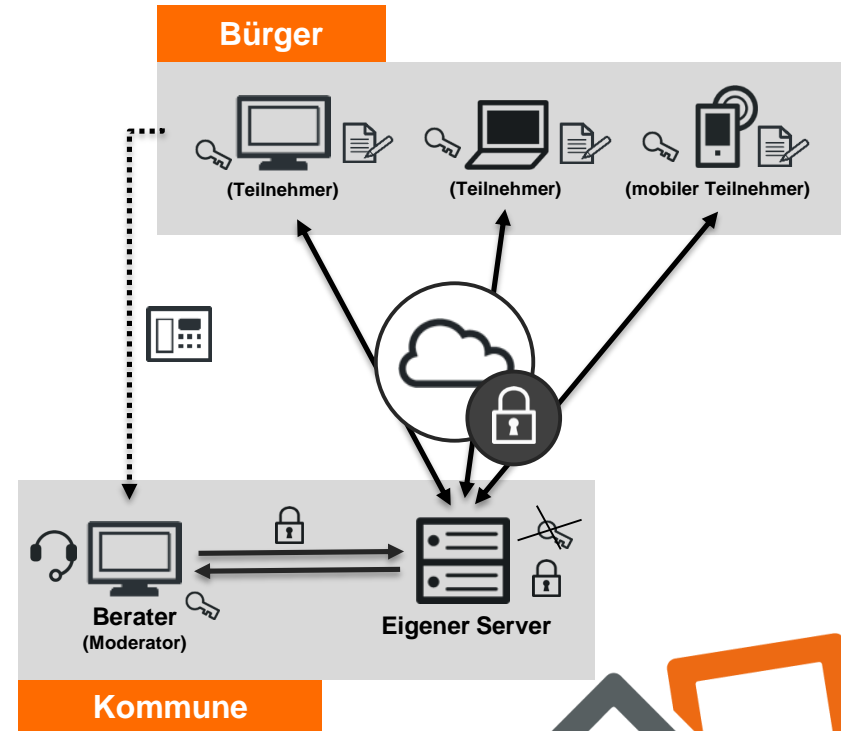 Bürger
(Teilnehmer)
(Teilnehmer)
(mobiler Teilnehmer)
Berater
(Moderator)
Eigener Server
Kommune